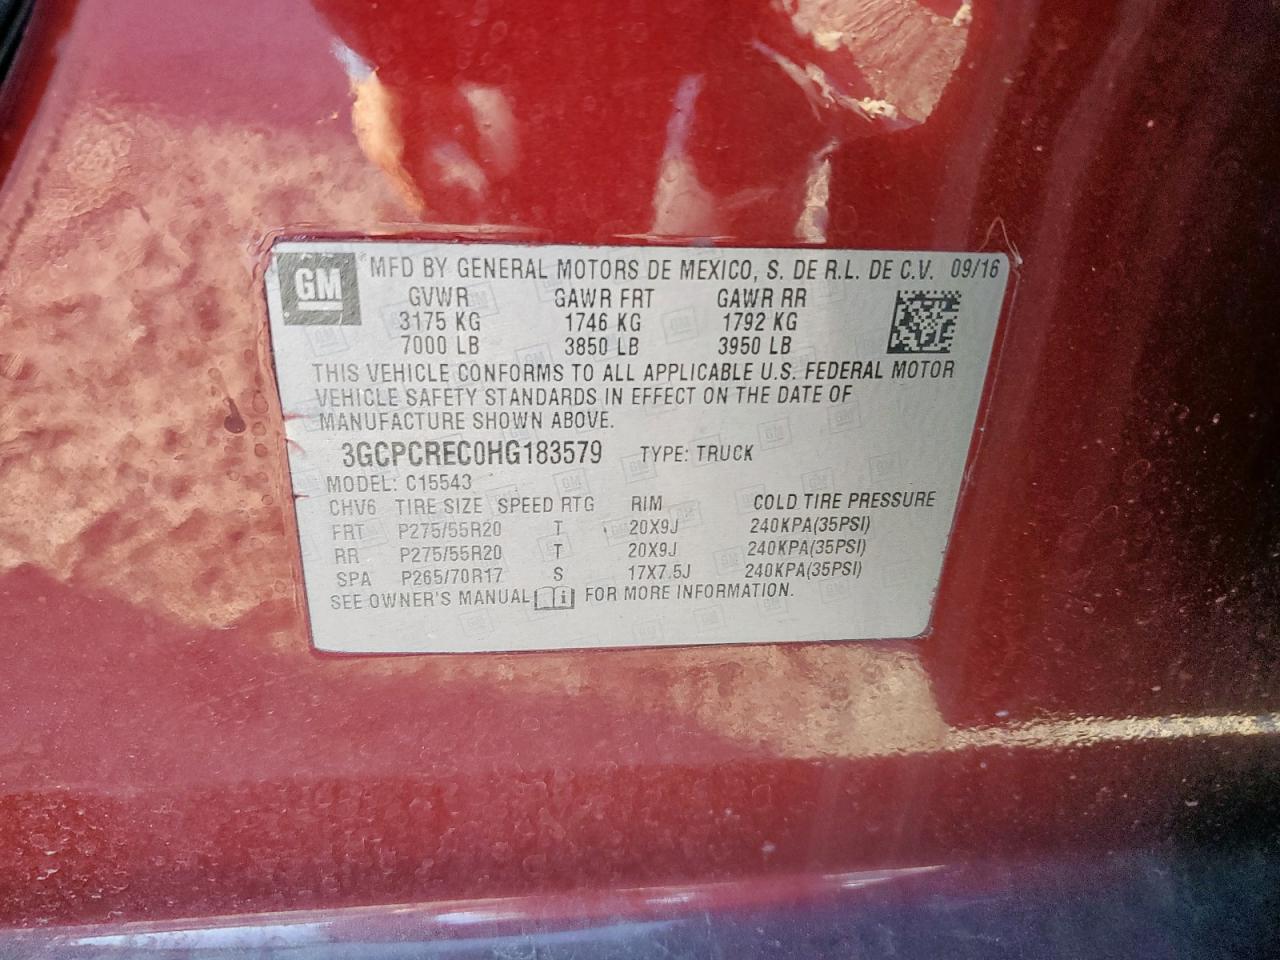 GM
MFD BY GENERAL MOTORS DE MEXICO, S. DE R.L. DE C.V. 09/16
GVWR GAWR FRT GAWR RR
3175 KG 1746 KG 1792 KG
7000 LB 3850 LB 3950 LB
THIS VEHICLE CONFORMS TO ALL APPLICABLE U.S. FEDERAL MOTOR
VEHICLE SAFETY STANDARDS IN EFFECT ON THE DATE OF
MANUFACTURE SHOWN ABOVE.
3GCPCREC0HG183579 TYPE: TRUCK
MODEL: C15543
CHV6 TIRE SIZE SPEED RTG RIM COLD TIRE PRESSURE
FRT P275/55R20 T 20X9J 240KPA(35PSI)
RR P275/55R20 T 20X9J 240KPA(35PSI)
SPA P265/70R17 S 17X7.5J 240KPA(35PSI)
SEE OWNER'S MANUAL i FOR MORE INFORMATION.